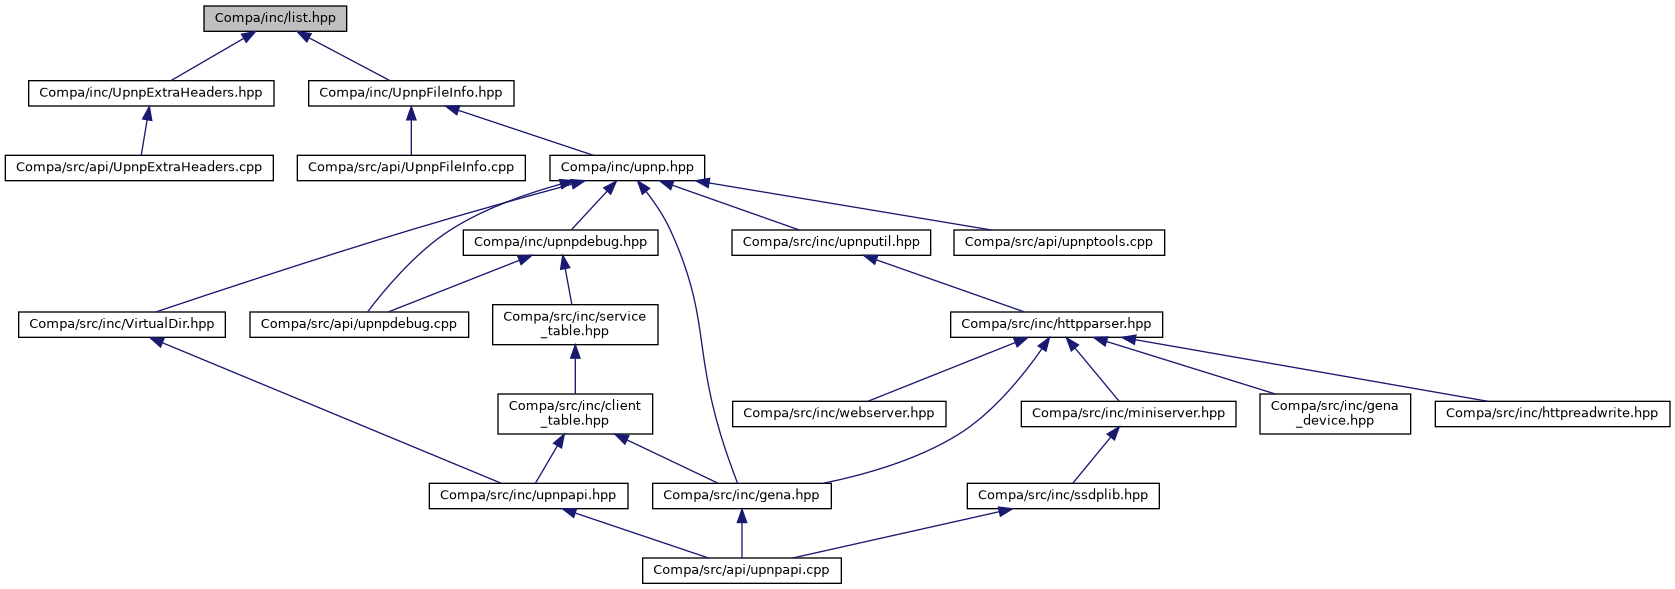 Compa/inc/list.hpp
Compa/inc/UpnpExtraHeaders.hpp
Compa/inc/UpnpFileInfo.hpp
Compa/src/api/UpnpExtraHeaders.cpp
Compa/src/api/UpnpFileInfo.cpp
Compa/inc/upnp.hpp
Compa/inc/upnpdebug.hpp
Compa/src/inc/upnputil.hpp
Compa/src/api/upnptools.cpp
Compa/src/inc/VirtualDir.hpp
Compa/src/api/upnpdebug.cpp
Compa/src/inc/service
_table.hpp
Compa/src/inc/httpparser.hpp
Compa/src/inc/client
_table.hpp
Compa/src/inc/webserver.hpp
Compa/src/inc/miniserver.hpp
Compa/src/inc/gena
_device.hpp
Compa/src/inc/httpreadwrite.hpp
Compa/src/inc/upnpapi.hpp
Compa/src/inc/gena.hpp
Compa/src/inc/ssdplib.hpp
Compa/src/api/upnpapi.cpp